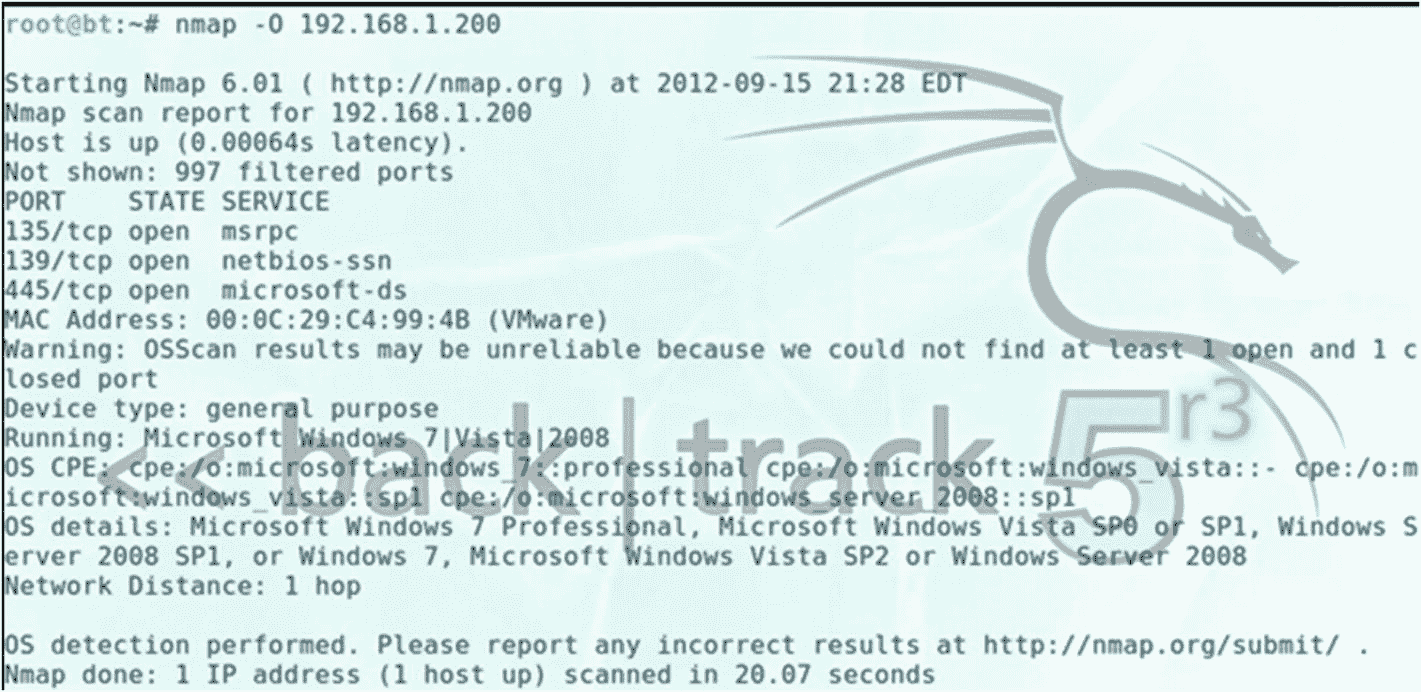 root@bt:~# nmap -O 192.168.1.200
Starting Nmap 6.01 ( http://nmap.org ) at 2012-09-15 21:28 EDT
Nmap scan report for 192.168.1.200
Host is up (0.00064s latency).
Not shown: 997 filtered ports
PORT    STATE SERVICE
135/tcp open  msrpc
139/tcp open  netbios-ssn
445/tcp open  microsoft-ds
MAC Address: 00:0C:29:C4:99:4B (VMware)
Warning: OSScan results may be unreliable because we could not find at least 1 open and 1 c
losed port
Device type: general purpose
Running: Microsoft Windows 7|Vista|2008
OS CPE: cpe:/o:microsoft:windows_7::professional cpe:/o:microsoft:windows_vista::- cpe:/o:m
icrosoft:windows_vista::sp1 cpe:/o:microsoft:windows_server_2008::sp1
OS details: Microsoft Windows 7 Professional, Microsoft Windows Vista SP0 or SP1, Windows S
erver 2008 SP1, or Windows 7, Microsoft Windows Vista SP2 or Windows Server 2008
Network Distance: 1 hop
OS detection performed. Please report any incorrect results at http://nmap.org/submit/ .
Nmap done: 1 IP address (1 host up) scanned in 20.07 seconds
<< back | track 5 r3